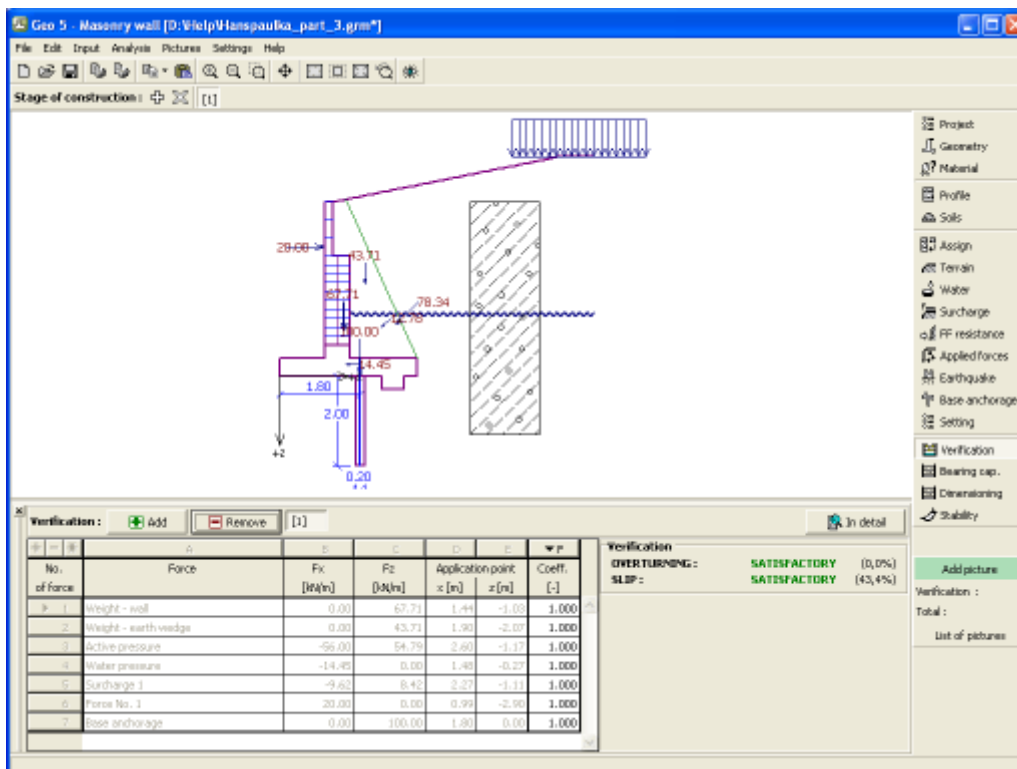 Geo 5 - Masonry wall [D:\Help\Hanspaulka_part_3.grm*]
File Edit Input Analysis Pictures Settings Help
Stage of construction : [1]
Project
Geometry
Material
Profile
Soils
Assign
Terrain
Water
Surcharge
FF resistance
Applied forces
Earthquake
Base anchorage
Setting
Verification
Bearing cap.
Dimensioning
Stability
43.71
78.34
14.45
1.80
2.00
+z
0.20
Verification : Add Remove [1] In detail
A B C D E F
No. Force Fx Fz Application point Coeff.
of force [kN/m] [kN/m] x [m] z [m] [-]
1 Weight - wall 0.00 67.71 1.44 -1.03 1.000
2 Weight - earth wedge 0.00 43.71 1.90 -2.07 1.000
3 Active pressure -56.00 54.79 2.60 -1.17 1.000
4 Water pressure -14.45 0.00 1.48 -0.27 1.000
5 Surcharge 1 -9.62 8.42 2.27 -1.11 1.000
6 Force No. 1 20.00 0.00 0.99 -2.90 1.000
7 Base anchorage 0.00 100.00 1.80 0.00 1.000
Verification
OVERTURNING : SATISFACTORY (0,0%)
SLIP : SATISFACTORY (43,4%)
Add picture
Verification :
Total :
List of pictures